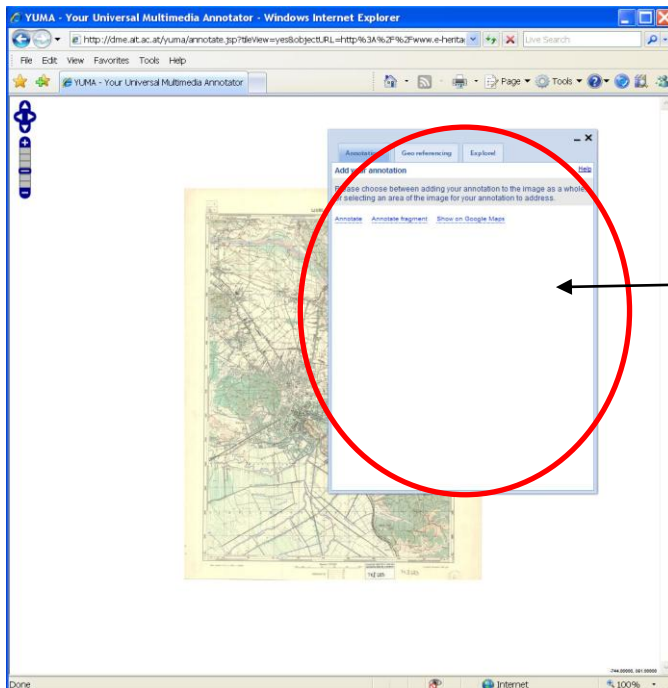 YUMA - Your Universal Multimedia Annotator - Windows Internet Explorer
http://dme.ait.ac.at/yuma/annotate.jsp?tileView=yes&objectURL=http%3A%2F%2Fwww.e-herita
Live Search
File Edit View Favorites Tools Help
YUMA - Your Universal Multimedia Annotator
Page Tools
Annotation Georeferencing Explore!
Add your annotation Help
Please choose between adding your annotation to the image as a whole
or selecting an area of the image for your annotation to address.
Annotate Annotate fragment Show on Google Maps
Done Internet 100%